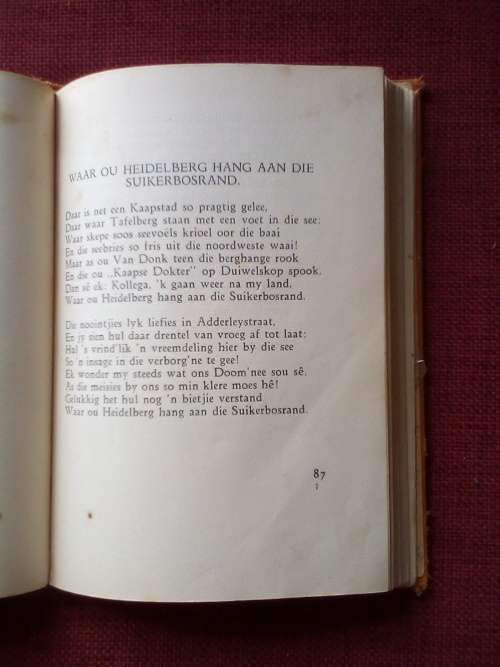 WAAR OU HEIDELBERG HANG AAN DIE
SUIKERBOSRAND.
Daar is net een Kaapstad so pragtig gelee,
Daar waar Tafelberg staan met een voet in die see:
Waar skepe soos seevoëls krioel oor die baai
En die seebries so fris uit die noordweste waai!
Maar as ou Van Donk teen die berghange rook
En die ou „Kaapse Dokter" op Duiwelskop spook,
Dan sê ek: Kollega, 'k gaan weer na my land,
Waar ou Heidelberg hang aan die Suikerbosrand.
Die noointjies lyk liefies in Adderleystraat,
En jy sien hul daar drentel van vroeg af tot laat:
Hul 's vrind'lik 'n vreemdeling hier by die see
So 'n insage in die verborg'ne te gee!
Ek wonder my steeds wat ons Doom'nee sou sê,
As die meisies by ons so min klere moes hê!
Gelukkig het hul nog 'n bietjie verstand
Waar ou Heidelberg hang aan die Suikerbosrand.
87